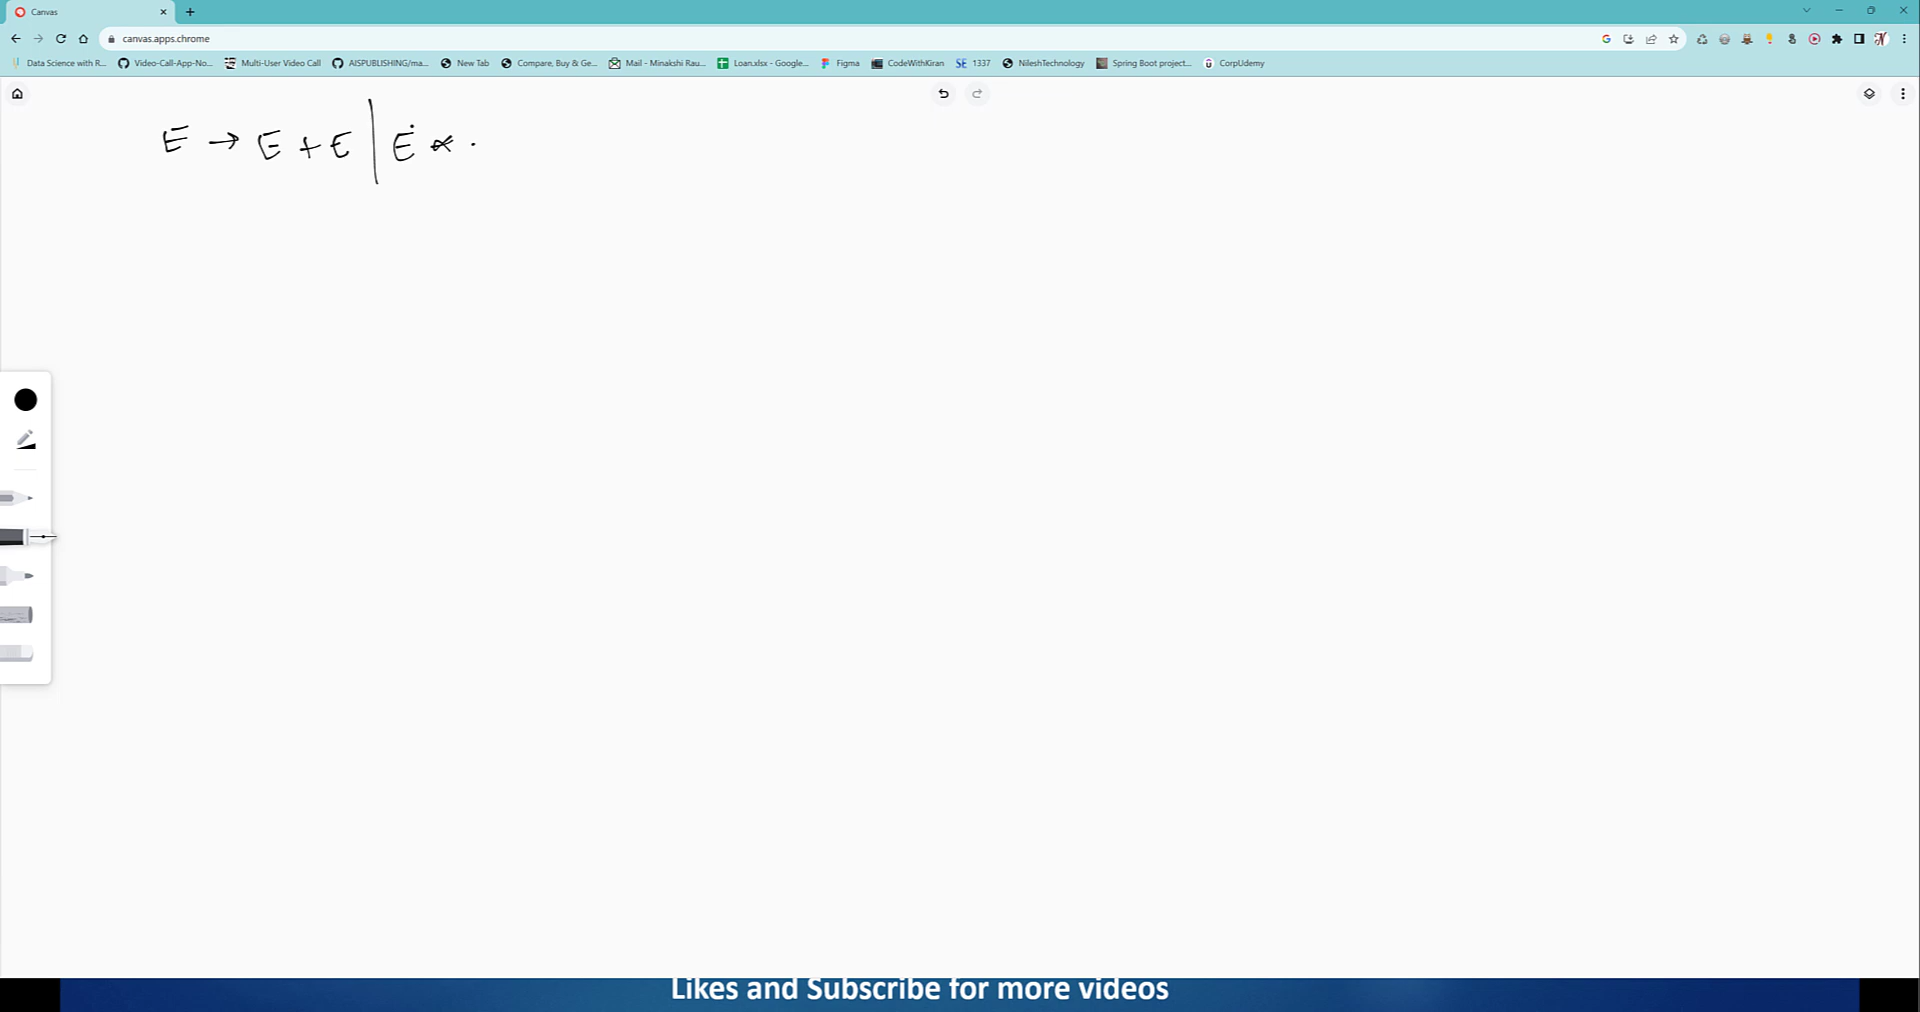 Canvas
canvas.apps.chrome
Data Science with R...
Video-Call-App-No...
Multi-User Video Call
AISPUBLISHING/ma...
New Tab
Compare, Buy & Ge...
Mail - Minakshi Rau...
Loan.xlsx - Google...
Figma
CodeWithKiran
SE 1337
NileshTechnology
Spring Boot project...
CorpUdemy
E → E + E | E * .
Likes and Subscribe for more videos